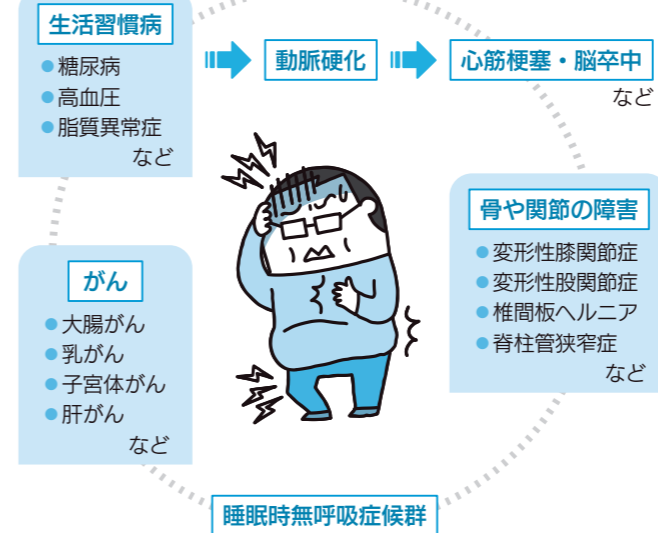 生活習慣病
●糖尿病
●高血圧
●脂質異常症
など
動脈硬化
心筋梗塞・脳卒中
など
骨や関節の障害
●変形性膝関節症
●変形性股関節症
●椎間板ヘルニア
●脊柱管狭窄症
など
がん
●大腸がん
●乳がん
●子宮体がん
●肝がん
など
睡眠時無呼吸症候群